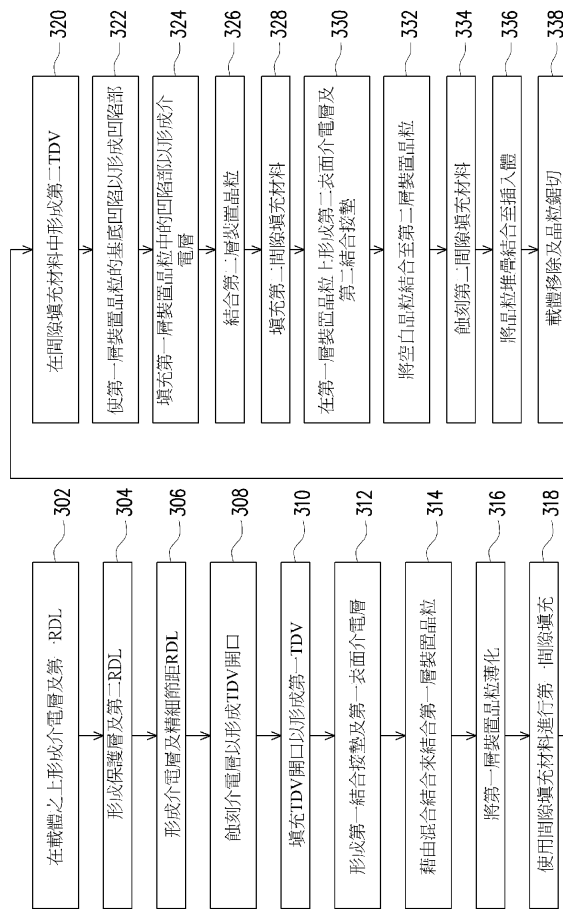 在載體之上形成介電層及第一RDL
302
形成保護層及第二RDL
304
形成介電層及精細節距RDL
306
蝕刻介電層以形成TDV開口
308
填充TDV開口以形成第一TDV
310
形成第一結合接墊及第一表面介電層
312
藉由混合結合來結合第一層裝置晶粒
314
將第一層裝置晶粒薄化
316
使用間隙填充材料進行第一間隙填充
318
在間隙填充材料中形成第二TDV
320
使第一層裝置晶粒的基底凹陷以形成凹陷部
322
填充第一層裝置晶粒中的凹陷部以形成介
電層
324
結合第二層裝置晶粒
326
填充第二間隙填充材料
328
在第一層裝置晶粒上形成第二表面介電層及
第二結合接墊
330
將空白晶粒結合至第二層裝置晶粒
332
蝕刻第二間隙填充材料
334
將晶粒堆疊結合至插入體
336
載體移除及晶粒鋸切
338